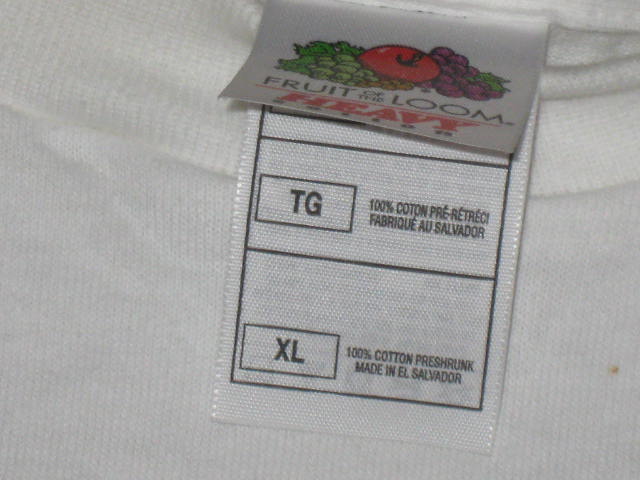 FRUIT OF THE LOOM
HEAVY
COTTON
TG
100% COTON PRÉ-RÉTRÉCI
FABRIQUÉ AU SALVADOR
XL
100% COTTON PRESHRUNK
MADE IN EL SALVADOR